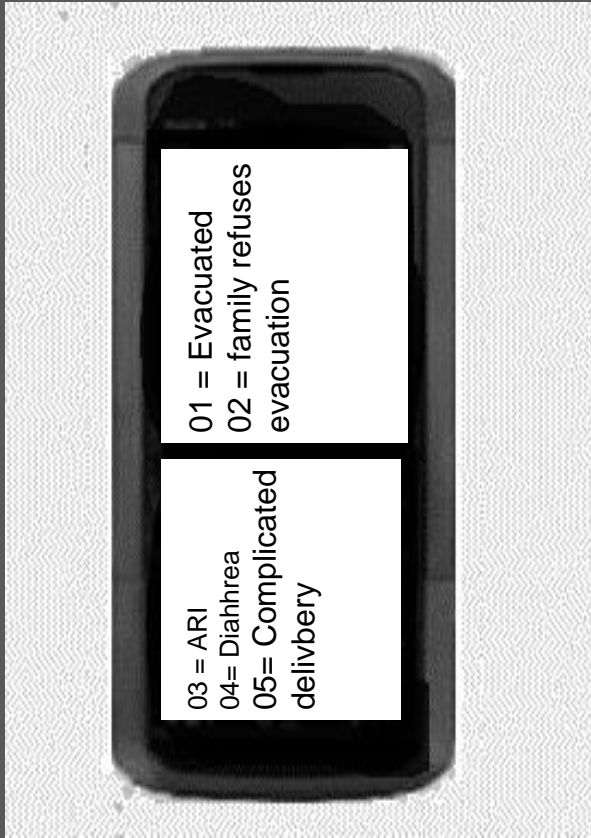 01 = Evacuated
02 = family refuses
evacuation
03 = ARI
04= Diahhrea
05= Complicated
delivbery